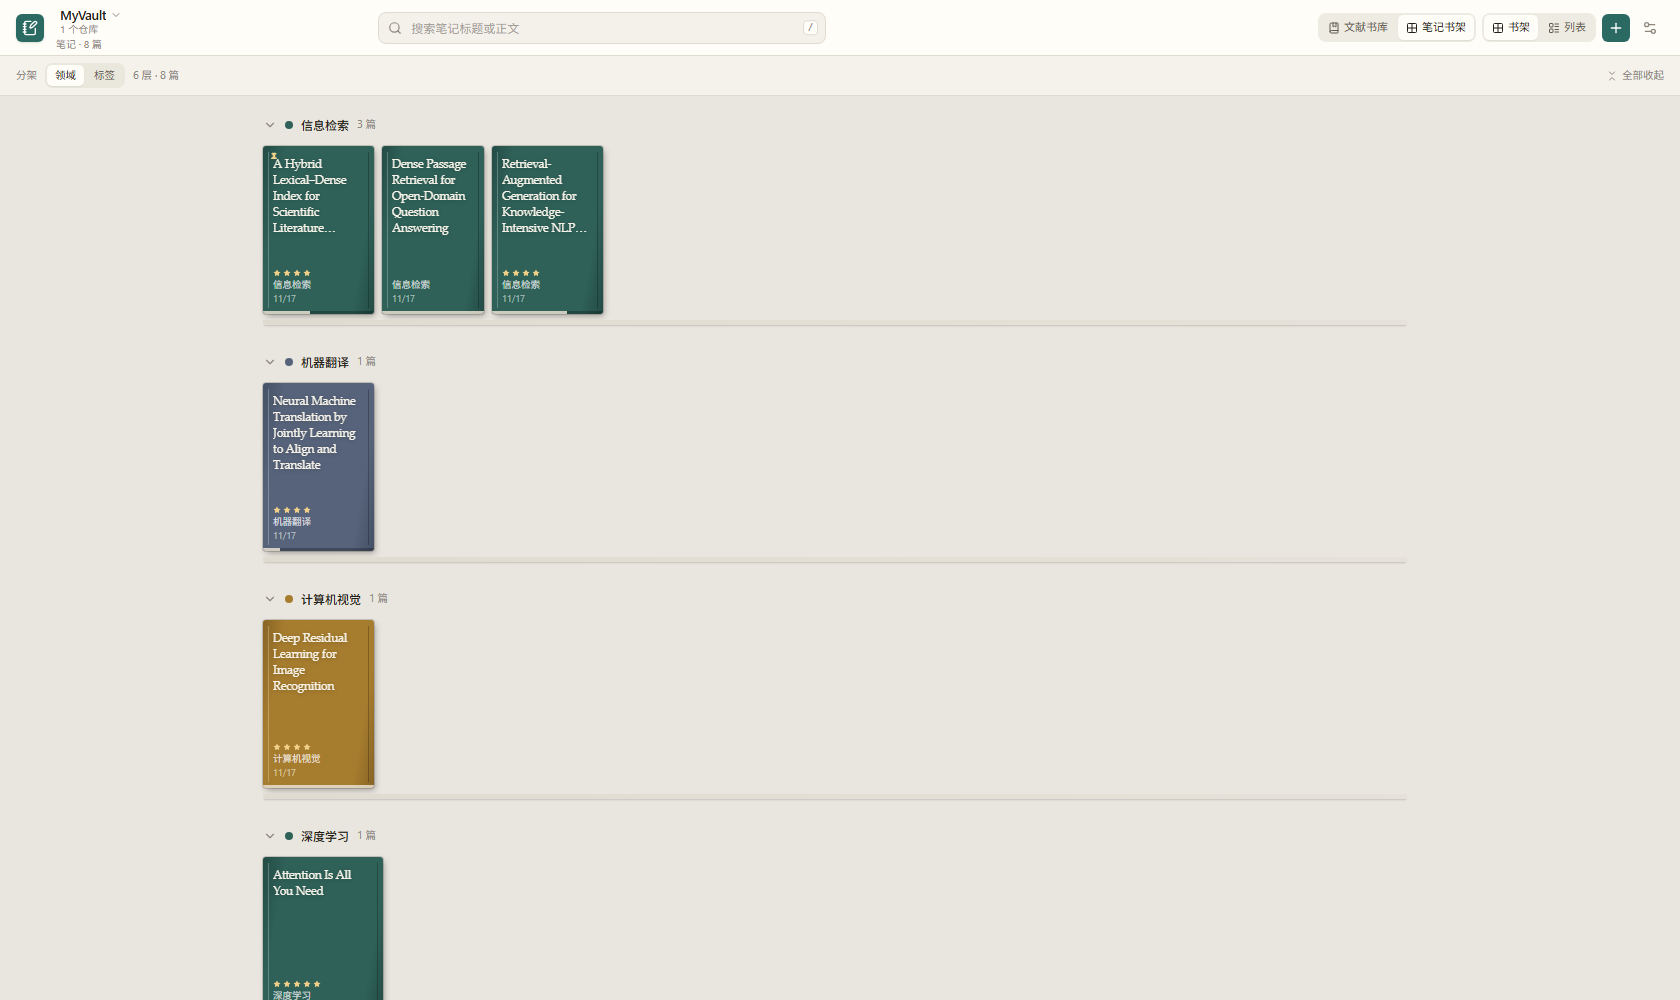 MyVault
1 个仓库
笔记 · 8 篇
搜索笔记标题或正文
/
文献书库
笔记书架
书架
列表
分架
领域
标签
6 层 · 8 篇
全部收起
信息检索 3 篇
A Hybrid
Lexical–Dense
Index for
Scientific
Literature…
信息检索
11/17
Dense Passage
Retrieval for
Open-Domain
Question
Answering
信息检索
11/17
Retrieval-
Augmented
Generation for
Knowledge-
Intensive NLP…
信息检索
11/17
机器翻译 1 篇
Neural Machine
Translation by
Jointly Learning
to Align and
Translate
机器翻译
11/17
计算机视觉 1 篇
Deep Residual
Learning for
Image
Recognition
计算机视觉
11/17
深度学习 1 篇
Attention Is All
You Need
深度学习